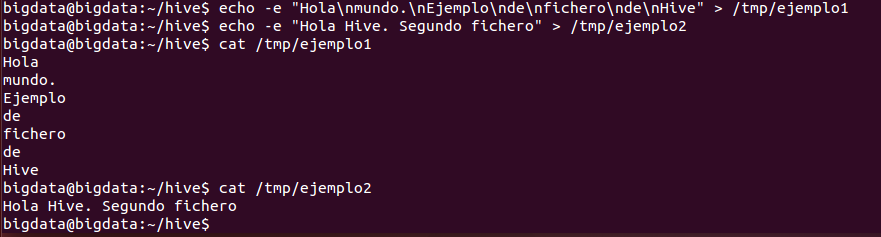 bigdata@bigdata:~/hive$ echo -e "Hola\nmundo.\nEjemplo\nde\nfichero\nde\nHive" > /tmp/ejemplo1
bigdata@bigdata:~/hive$ echo -e "Hola Hive. Segundo fichero" > /tmp/ejemplo2
bigdata@bigdata:~/hive$ cat /tmp/ejemplo1
Hola
mundo.
Ejemplo
de
fichero
de
Hive
bigdata@bigdata:~/hive$ cat /tmp/ejemplo2
Hola Hive. Segundo fichero
bigdata@bigdata:~/hive$